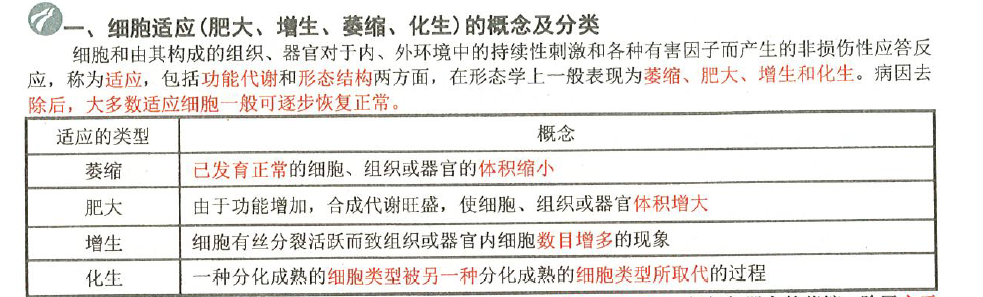 一、细胞适应(肥大、增生、萎缩、化生)的概念及分类
细胞和由其构成的组织、器官对于内、外环境中的持续性刺激和各种有害因子而产生的非损伤性应答反
应，称为适应，包括功能代谢和形态结构两方面，在形态学上一般表现为萎缩、肥大、增生和化生。病因去
除后，大多数适应细胞一般可逐步恢复正常。
适应的类型 概念
萎缩 已发育正常的细胞、组织或器官的体积缩小
肥大 由于功能增加，合成代谢旺盛，使细胞、组织或器官体积增大
增生 细胞有丝分裂活跃而致组织或器官内细胞数目增多的现象
化生 一种分化成熟的细胞类型被另一种分化成熟的细胞类型所取代的过程